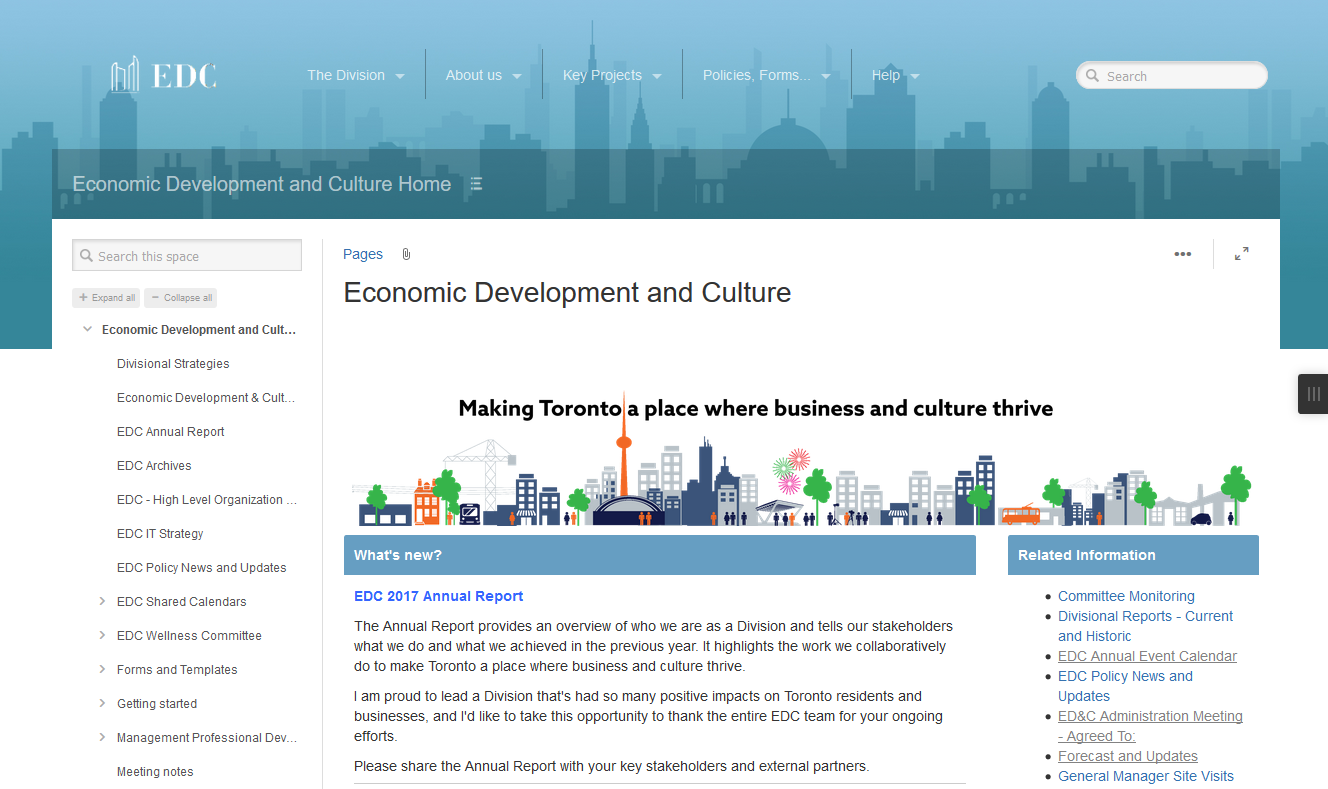 EDC
The Division
About us
Key Projects
Policies, Forms...
Help
Search
Economic Development and Culture Home
Search this space
Expand all
Collapse all
Economic Development and Cult...
Divisional Strategies
Economic Development & Cult...
EDC Annual Report
EDC Archives
EDC - High Level Organization ...
EDC IT Strategy
EDC Policy News and Updates
EDC Shared Calendars
EDC Wellness Committee
Forms and Templates
Getting started
Management Professional Dev...
Meeting notes
Pages
Economic Development and Culture
Making Toronto a place where business and culture thrive
What's new?
EDC 2017 Annual Report
The Annual Report provides an overview of who we are as a Division and tells our stakeholders
what we do and what we achieved in the previous year. It highlights the work we collaboratively
do to make Toronto a place where business and culture thrive.
I am proud to lead a Division that's had so many positive impacts on Toronto residents and
businesses, and I'd like to take this opportunity to thank the entire EDC team for your ongoing
efforts.
Please share the Annual Report with your key stakeholders and external partners.
Related Information
Committee Monitoring
Divisional Reports - Current
and Historic
EDC Annual Event Calendar
EDC Policy News and
Updates
ED&C Administration Meeting
- Agreed To:
Forecast and Updates
General Manager Site Visits